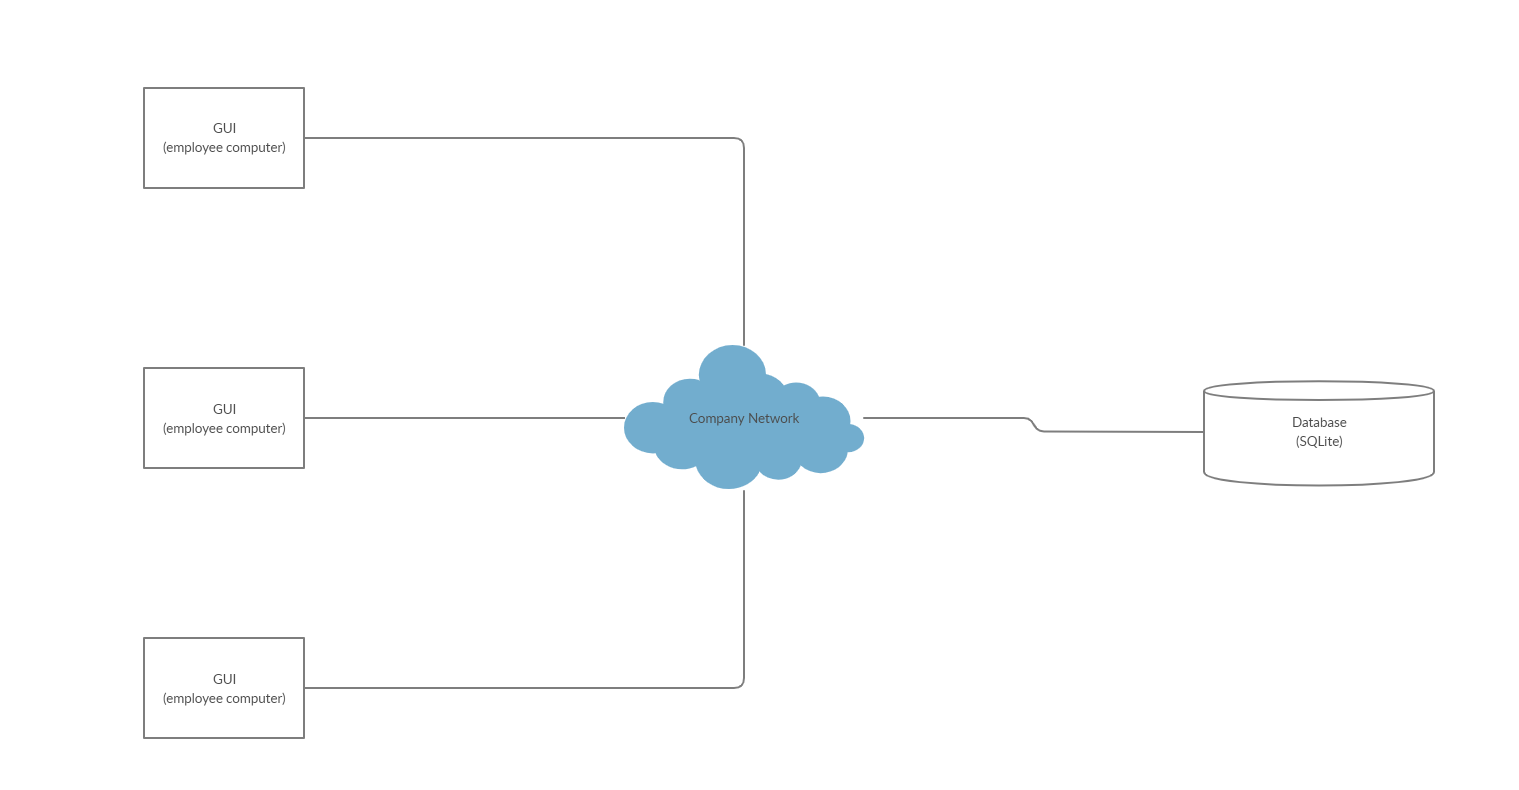 GUI
(employee computer)
GUI
(employee computer)
Company Network
Database
(SQLite)
GUI
(employee computer)